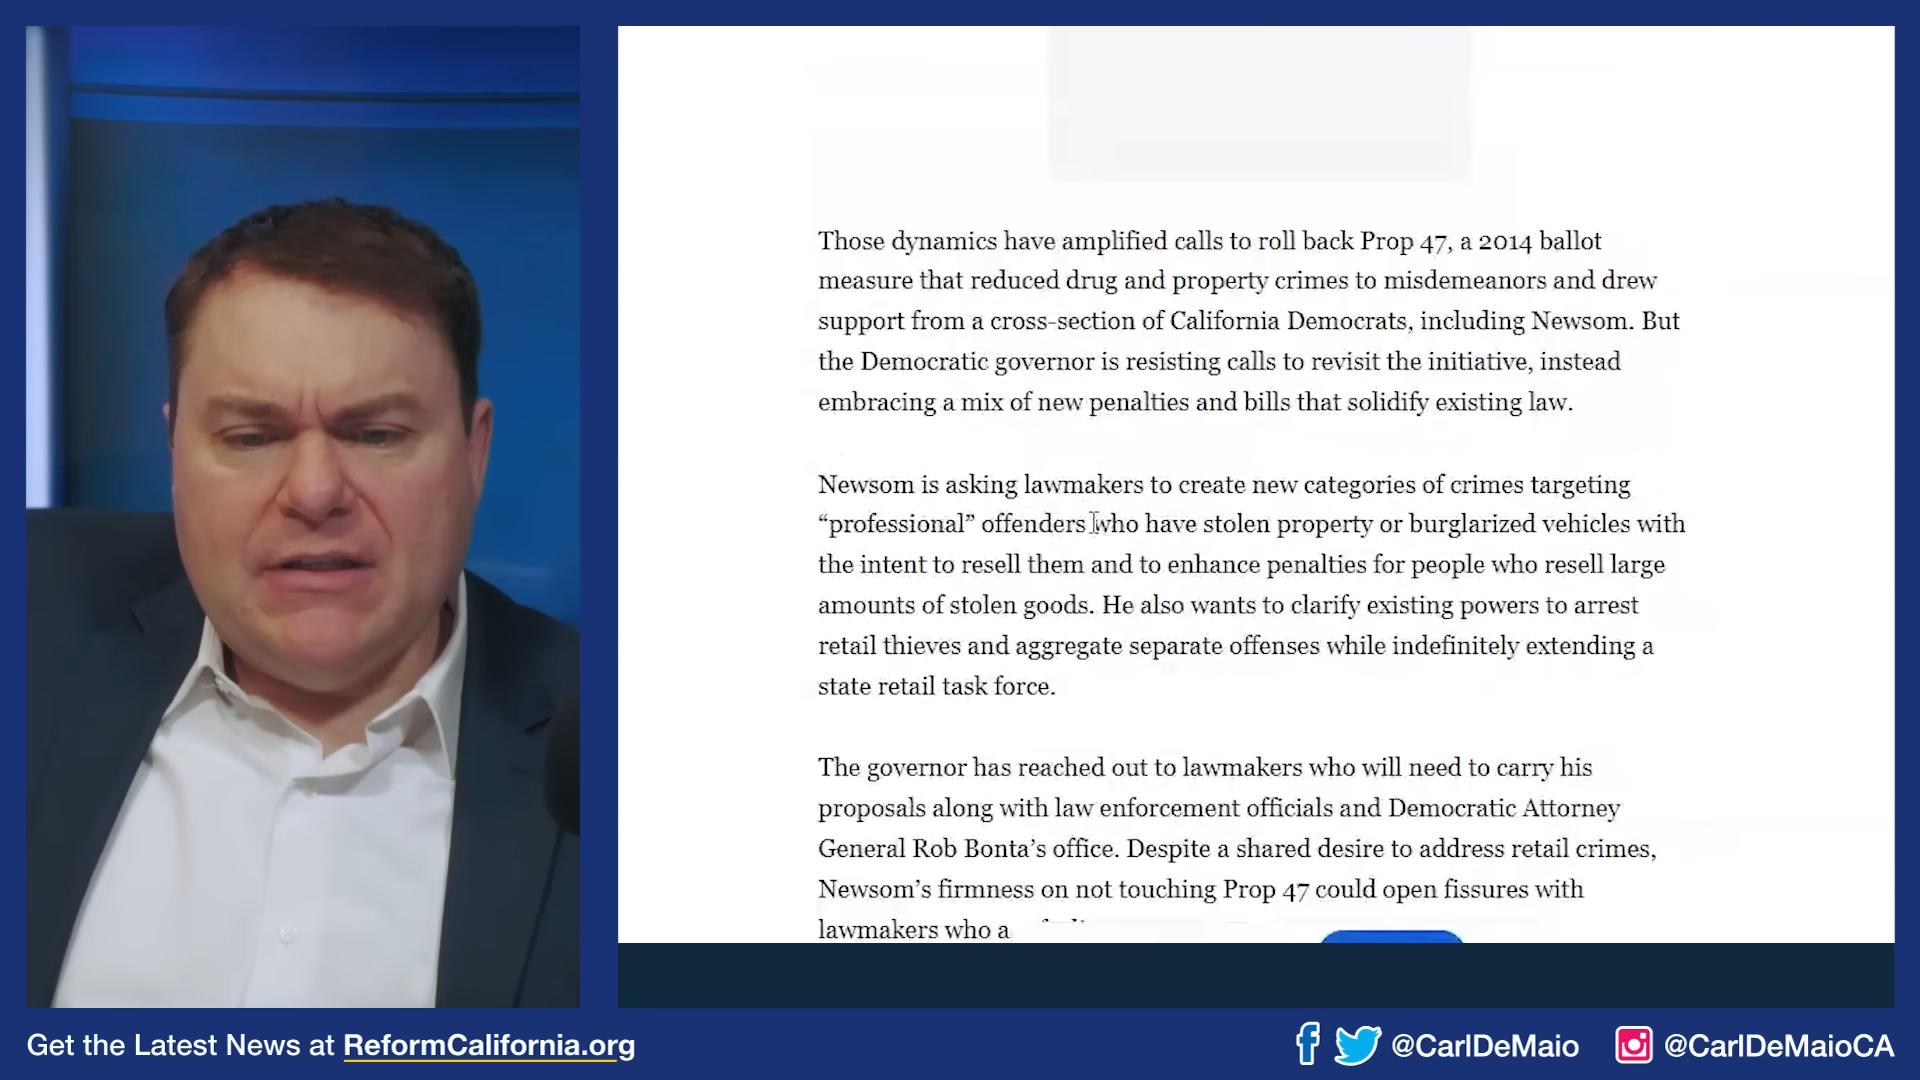 Those dynamics have amplified calls to roll back Prop 47, a 2014 ballot
measure that reduced drug and property crimes to misdemeanors and drew
support from a cross-section of California Democrats, including Newsom. But
the Democratic governor is resisting calls to revisit the initiative, instead
embracing a mix of new penalties and bills that solidify existing law.
Newsom is asking lawmakers to create new categories of crimes targeting
“professional” offenders who have stolen property or burglarized vehicles with
the intent to resell them and to enhance penalties for people who resell large
amounts of stolen goods. He also wants to clarify existing powers to arrest
retail thieves and aggregate separate offenses while indefinitely extending a
state retail task force.
The governor has reached out to lawmakers who will need to carry his
proposals along with law enforcement officials and Democratic Attorney
General Rob Bonta’s office. Despite a shared desire to address retail crimes,
Newsom’s firmness on not touching Prop 47 could open fissures with
lawmakers who a
Get the Latest News at ReformCalifornia.org
@CarlDeMaio
@CarlDeMaioCA